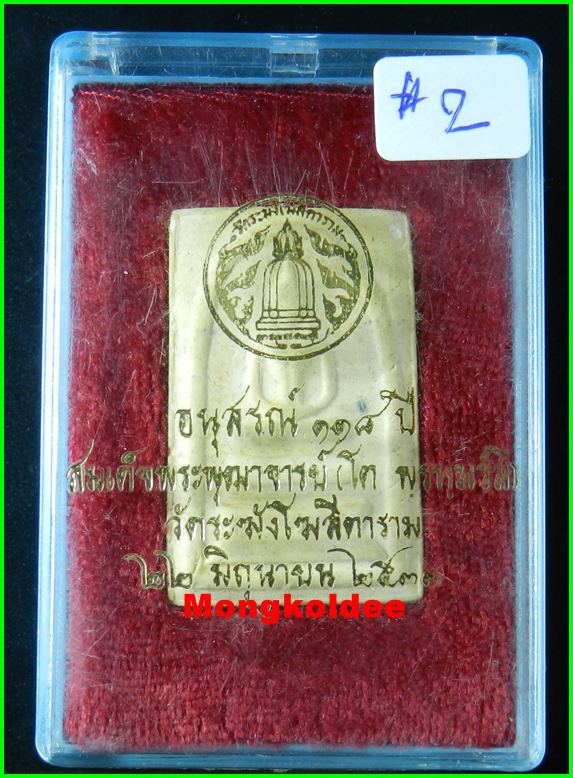 #2
วัดระฆังโฆสิตาราม
อนุสรณ์ ๑๑๘ ปี
สมเด็จพระพุฒาจารย์ (โต พรหมรังสี)
วัดระฆังโฆสิตาราม
๒๒ มิถุนายน ๒๕๓๓
Mongkoldee